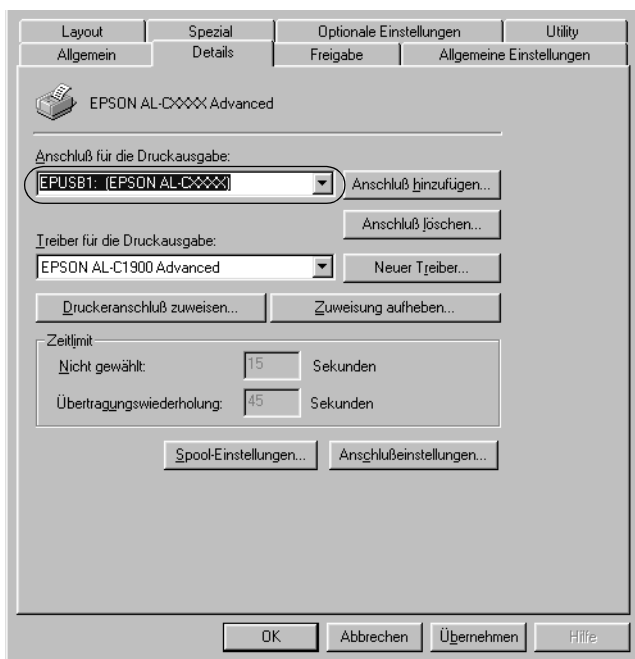 Layout Spezial Optionale Einstellungen Utility
Allgemein Details Freigabe Allgemeine Einstellungen
EPSON AL-CXXXX Advanced
Anschluß für die Druckausgabe:
EPUSB1: (EPSON AL-CXXXX) Anschluß hinzufügen...
Anschluß löschen...
Treiber für die Druckausgabe:
EPSON AL-C1900 Advanced Neuer Treiber...
Druckeranschluß zuweisen... Zuweisung aufheben...
Zeitlimit
Nicht gewählt: 15 Sekunden
Übertragungswiederholung: 45 Sekunden
Spool-Einstellungen... Anschlußeinstellungen...
OK Abbrechen Übernehmen Hilfe